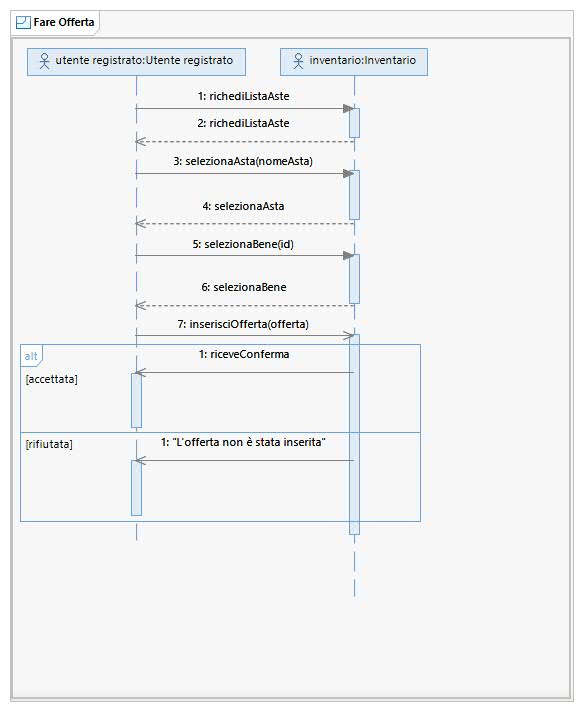 Fare Offerta
utente registrato:Utente registrato
inventario:Inventario
1: richediListaAste
2: richediListaAste
3: selezionaAsta(nomeAsta)
4: selezionaAsta
5: selezionaBene(id)
6: selezionaBene
7: inserisciOfferta(offerta)
alt
1: riceveConferma
[accettata]
[rifiutata]
1: "L'offerta non è stata inserita"